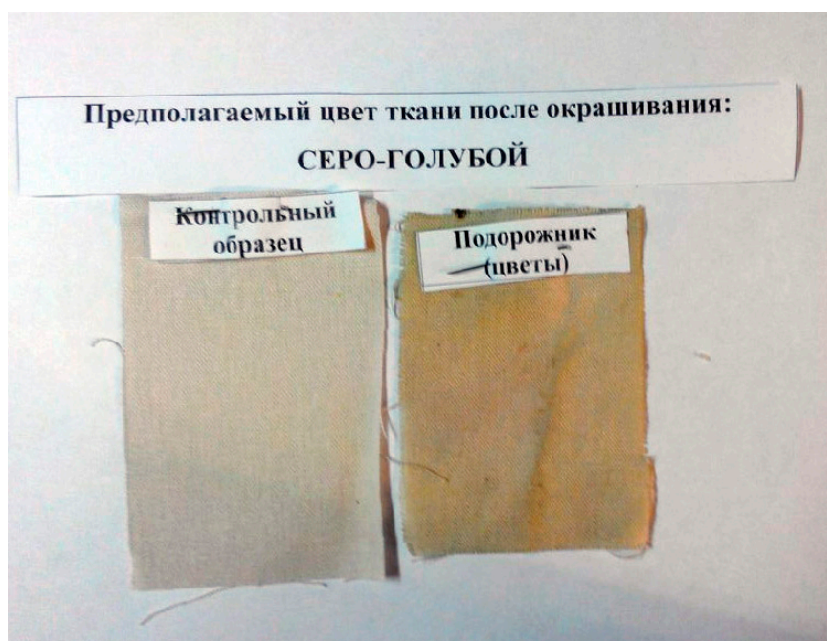 Предполагаемый цвет ткани после окрашивания:
СЕРО-ГОЛУБОЙ
Контрольный
образец
Подорожник
(цветы)